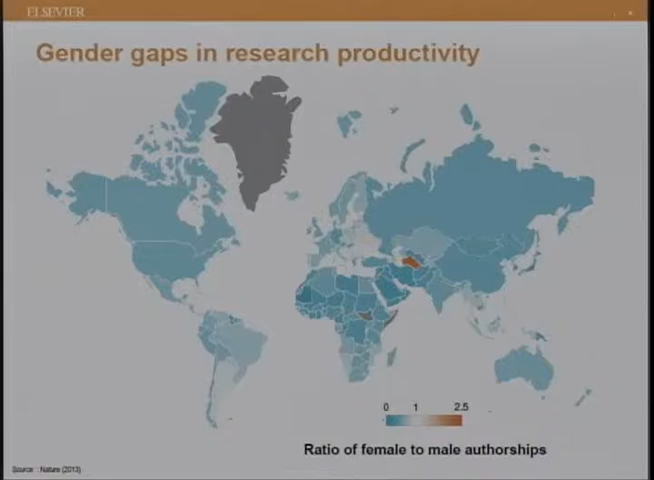 ELSEVIER
Gender gaps in research productivity
0 1 2.5
Ratio of female to male authorships
Source : Nature (2013)